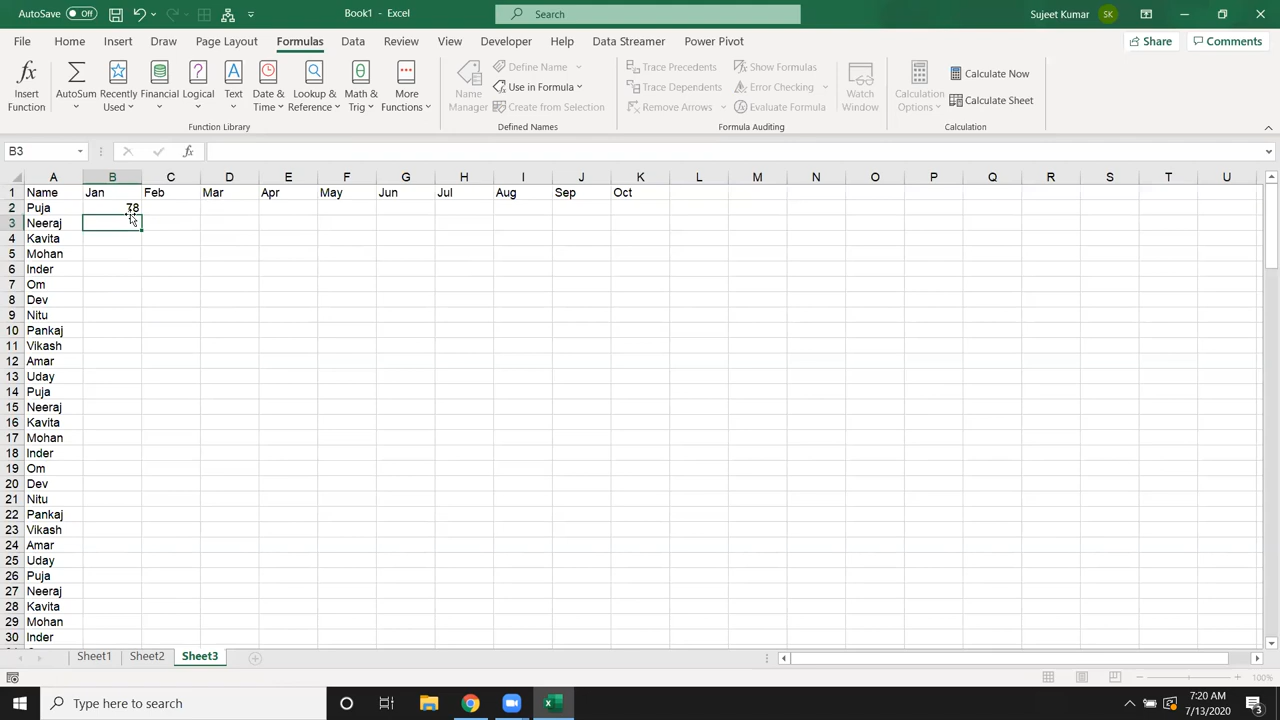 AutoSave Off Book1 - Excel Search Sujeet Kumar SK
File Home Insert Draw Page Layout Formulas Data Review View Developer Help Data Streamer Power Pivot Share Comments
Insert Function AutoSum Recently Used Financial Logical Text Date & Time Lookup & Reference Math & Trig More Functions
Name Manager Define Name Use in Formula Create from Selection
Trace Precedents Trace Dependents Remove Arrows Show Formulas Error Checking Evaluate Formula Watch Window
Calculation Options Calculate Now Calculate Sheet
Function Library Defined Names Formula Auditing Calculation
B3 fx
A B C D E F G H I J K L M N O P Q R S T U
1 Name Jan Feb Mar Apr May Jun Jul Aug Sep Oct
2 Puja 78
3 Neeraj
4 Kavita
5 Mohan
6 Inder
7 Om
8 Dev
9 Nitu
10 Pankaj
11 Vikash
12 Amar
13 Uday
14 Puja
15 Neeraj
16 Kavita
17 Mohan
18 Inder
19 Om
20 Dev
21 Nitu
22 Pankaj
23 Vikash
24 Amar
25 Uday
26 Puja
27 Neeraj
28 Kavita
29 Mohan
30 Inder
Sheet1 Sheet2 Sheet3
100%
Type here to search
7:20 AM
7/13/2020
3